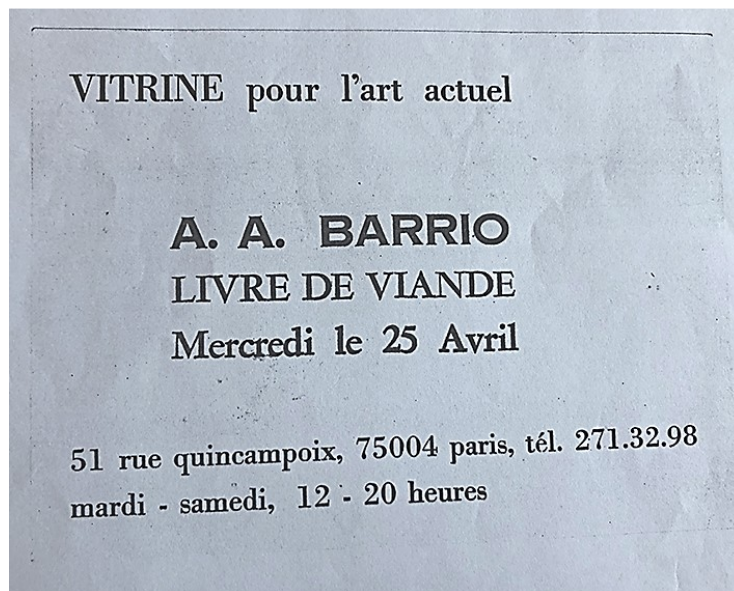 VITRINE pour l'art actuel
A. A. BARRIO
LIVRE DE VIANDE
Mercredi le 25 Avril
51 rue quincampoix, 75004 paris, tél. 271.32.98
mardi - samedi, 12 - 20 heures